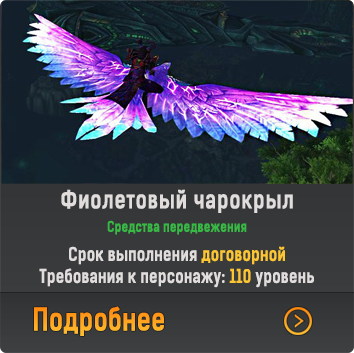 Фиолетовый чарокрыл
Средства передвежения
Срок выполнения договорной
Требования к персонажу: 110 уровень
Подробнее